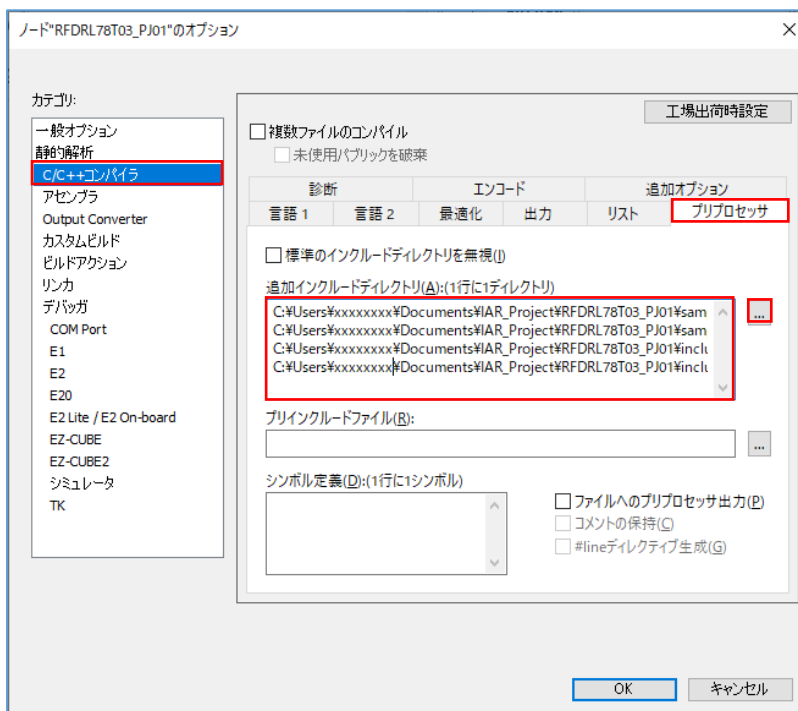 ノード"RFDRL78T03_PJ01"のオプション
カテゴリ:
一般オプション
静的解析
C/C++コンパイラ
アセンブラ
Output Converter
カスタムビルド
ビルドアクション
リンカ
デバッガ
COM Port
E1
E2
E20
E2 Lite / E2 On-board
EZ-CUBE
EZ-CUBE2
シミュレータ
TK
工場出荷時設定
複数ファイルのコンパイル
未使用パブリックを破棄
診断 エンコード 追加オプション
言語 1 言語 2 最適化 出力 リスト プリプロセッサ
標準のインクルードディレクトリを無視(I)
追加インクルードディレクトリ(A):(1行に1ディレクトリ)
C:¥Users¥xxxxxxxx¥Documents¥IAR_Project¥RFDRL78T03_PJ01¥sam
C:¥Users¥xxxxxxxx¥Documents¥IAR_Project¥RFDRL78T03_PJ01¥sam
C:¥Users¥xxxxxxxx¥Documents¥IAR_Project¥RFDRL78T03_PJ01¥inclu
C:¥Users¥xxxxxxxx¥Documents¥IAR_Project¥RFDRL78T03_PJ01¥inclu
...
プリインクルードファイル(R):
...
シンボル定義(D):(1行に1シンボル)
ファイルへのプリプロセッサ出力(P)
コメントの保持(C)
#lineディレクティブ生成(G)
OK キャンセル